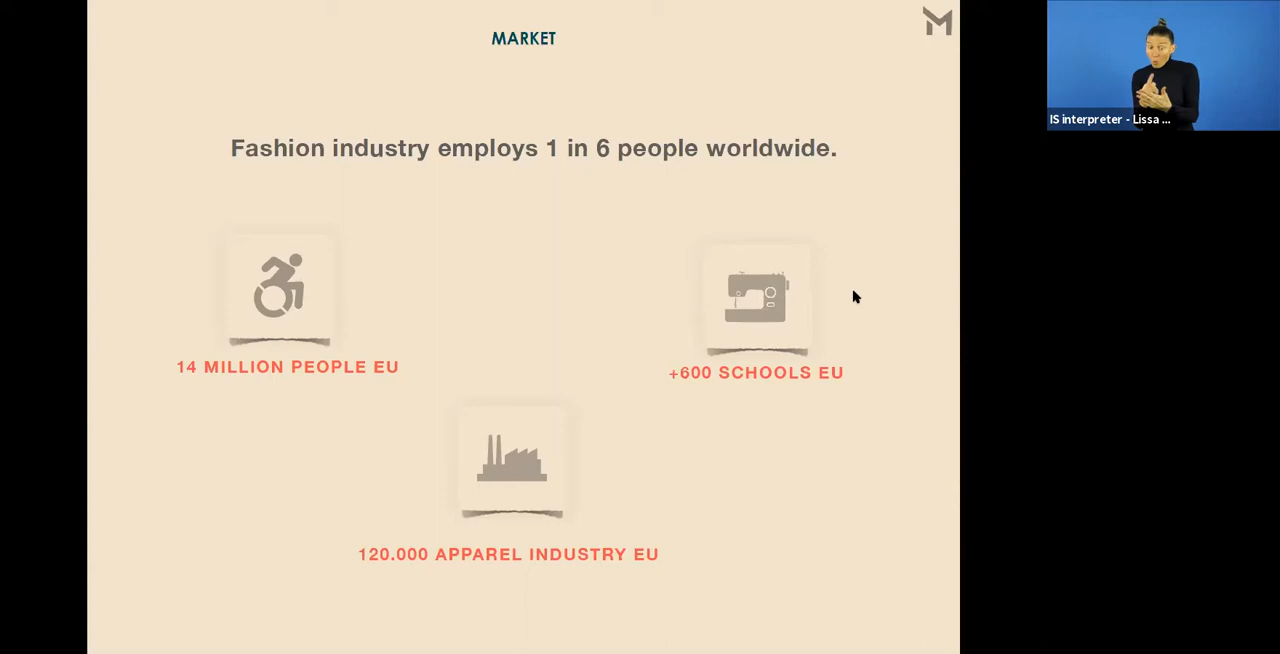 MARKET
IS interpreter - Lissa ...
Fashion industry employs 1 in 6 people worldwide.
14 MILLION PEOPLE EU
+600 SCHOOLS EU
120.000 APPAREL INDUSTRY EU